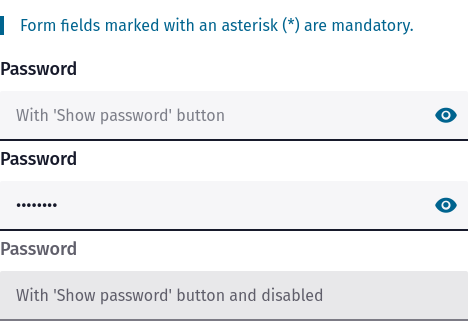 Form fields marked with an asterisk (*) are mandatory.
Password
With 'Show password' button
Password
••••••••
Password
With 'Show password' button and disabled